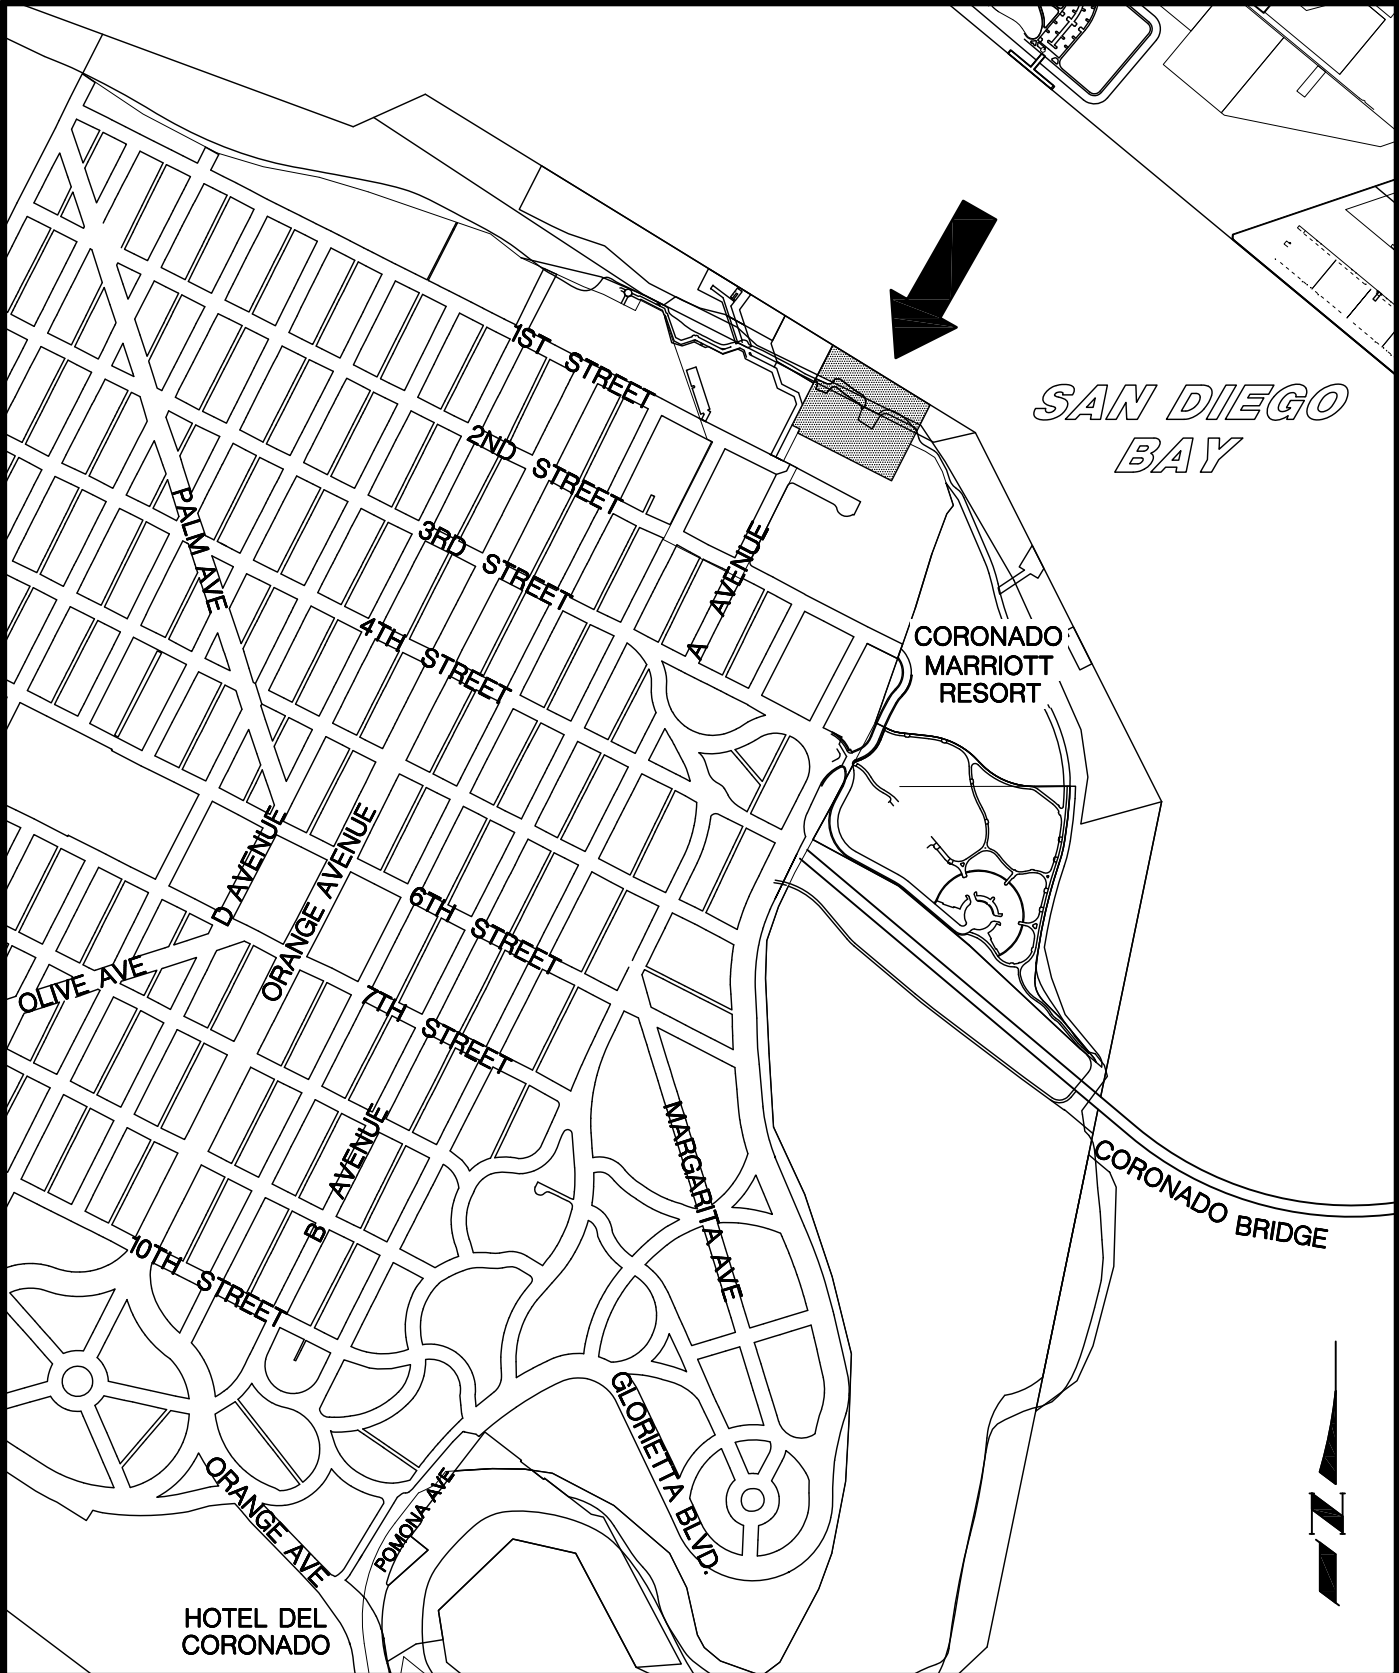 1ST STREET
SAN DIEGO
BAY
2ND STREET
PALM AVE
3RD STREET
A AVENUE
4TH STREET
CORONADO
MARRIOTT
RESORT
D AVENUE
ORANGE AVENUE
6TH STREET
OLIVE AVE
7TH STREET
B AVENUE
MARGARITA AVE
CORONADO BRIDGE
10TH STREET
GLORIETTA BLVD.
ORANGE AVE
POMONA AVE
N
HOTEL DEL
CORONADO